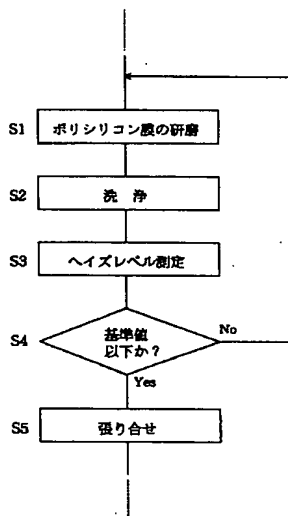 S1 ポリシリコン膜の研磨
S2 洗 浄
S3 ヘイズレベル測定
S4 基準値
以下か？
No
Yes
S5 張り合せ